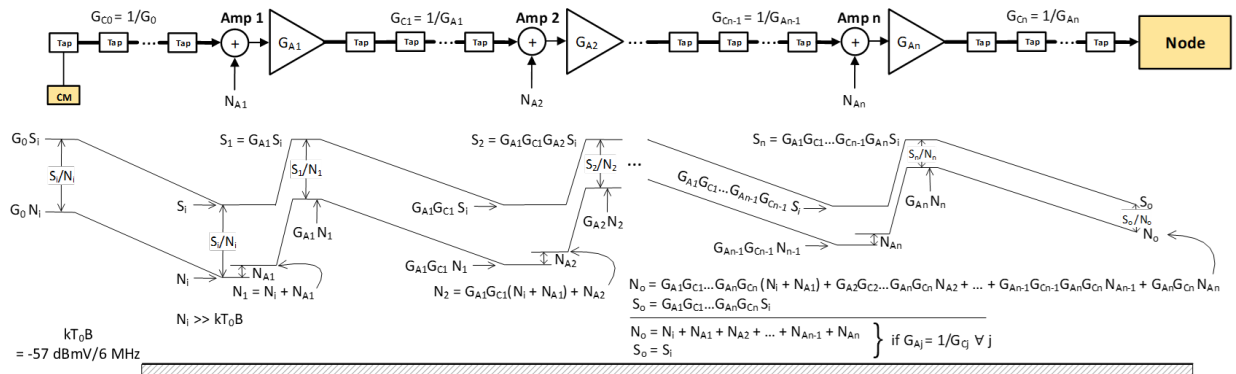 G_C0 = 1/G_0
Amp 1
G_C1 = 1/G_A1
Amp 2
G_Cn-1 = 1/G_An-1
Amp n
G_Cn = 1/G_An
Tap Tap ... Tap + G_A1 Tap Tap ... Tap + G_A2 ... Tap Tap ... Tap + G_An Tap Tap ... Tap Node
CM
N_A1
N_A2
N_An
G_0 S_i
S_1 = G_A1 S_i
S_2 = G_A1G_C1G_A2 S_i
S_n = G_A1G_C1...G_Cn-1G_An S_i
S_i/N_i
S_1/N_1
S_2/N_2
...
S_n/N_n
G_0 N_i
S_i
G_A1G_C1 S_i
G_A1G_C1...G_An-1G_Cn-1 S_i
S_o
S_i/N_i
G_A1 N_1
G_A2 N_2
G_An N_n
S_o/N_o
N_o
N_i
N_A1
G_A1G_C1 N_1
N_A2
G_An-1G_Cn-1 N_n-1
N_An
N_1 = N_i + N_A1
N_2 = G_A1G_C1(N_i + N_A1) + N_A2
N_o = G_A1G_C1...G_AnG_Cn (N_i + N_A1) + G_A2G_C2...G_AnG_Cn N_A2 + ... + G_An-1G_Cn-1G_AnG_Cn N_An-1 + G_AnG_Cn N_An
N_i >> kT_0B
S_o = G_A1G_C1...G_AnG_Cn S_i
kT_0B
= -57 dBmV/6 MHz
N_o = N_i + N_A1 + N_A2 + ... + N_An-1 + N_An
S_o = S_i
} if G_Aj = 1/G_Cj ∀ j